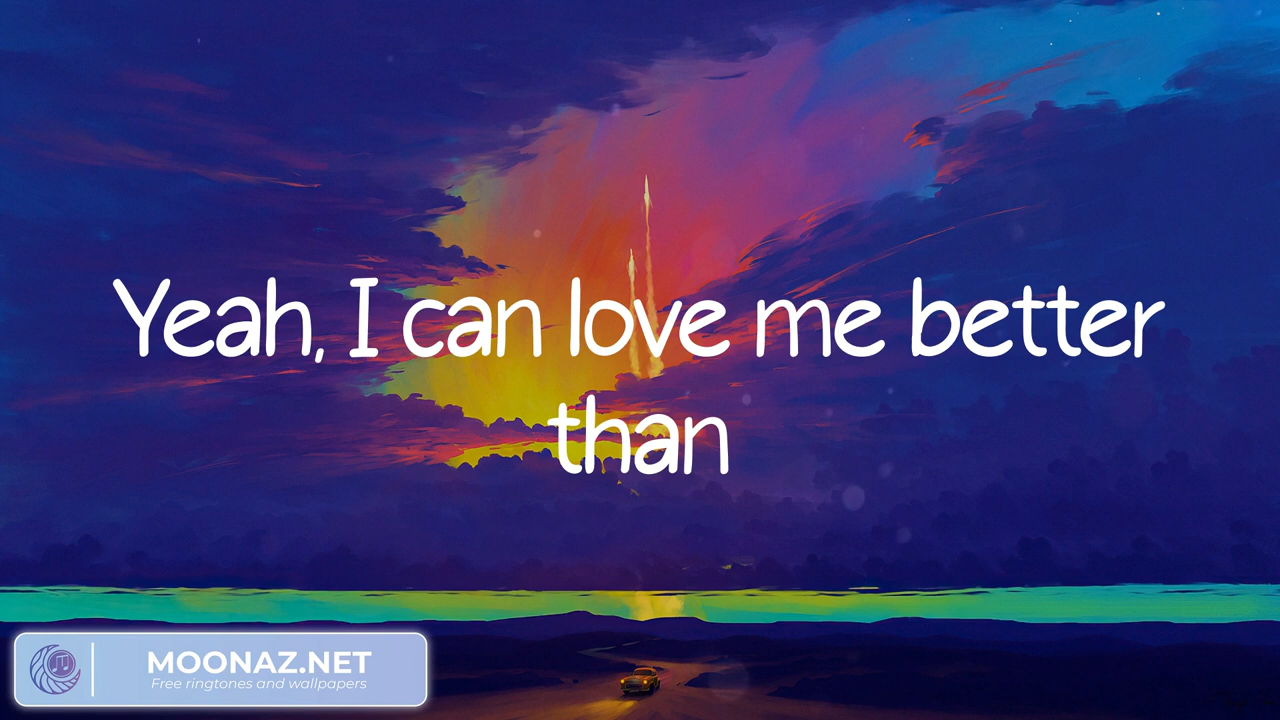 Yeah, I can love me better
than
MOONAZ.NET
Free ringtones and wallpapers